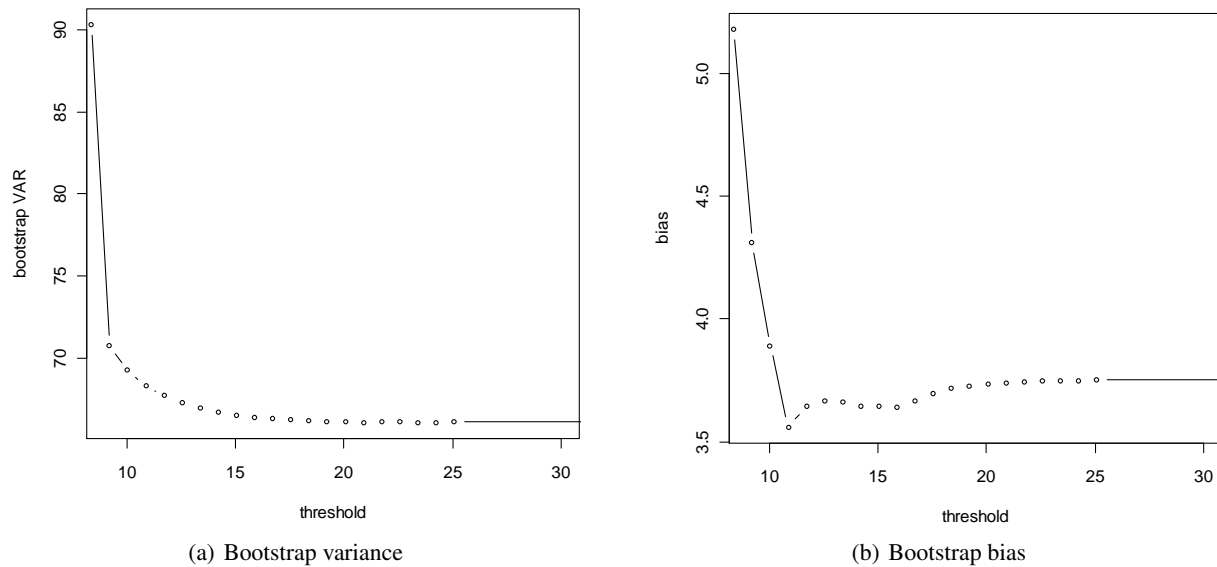 90
85
80
75
70
bootstrap VAR
10 15 20 25 30
threshold
(a) Bootstrap variance
5.0
4.5
4.0
3.5
bias
10 15 20 25 30
threshold
(b) Bootstrap bias